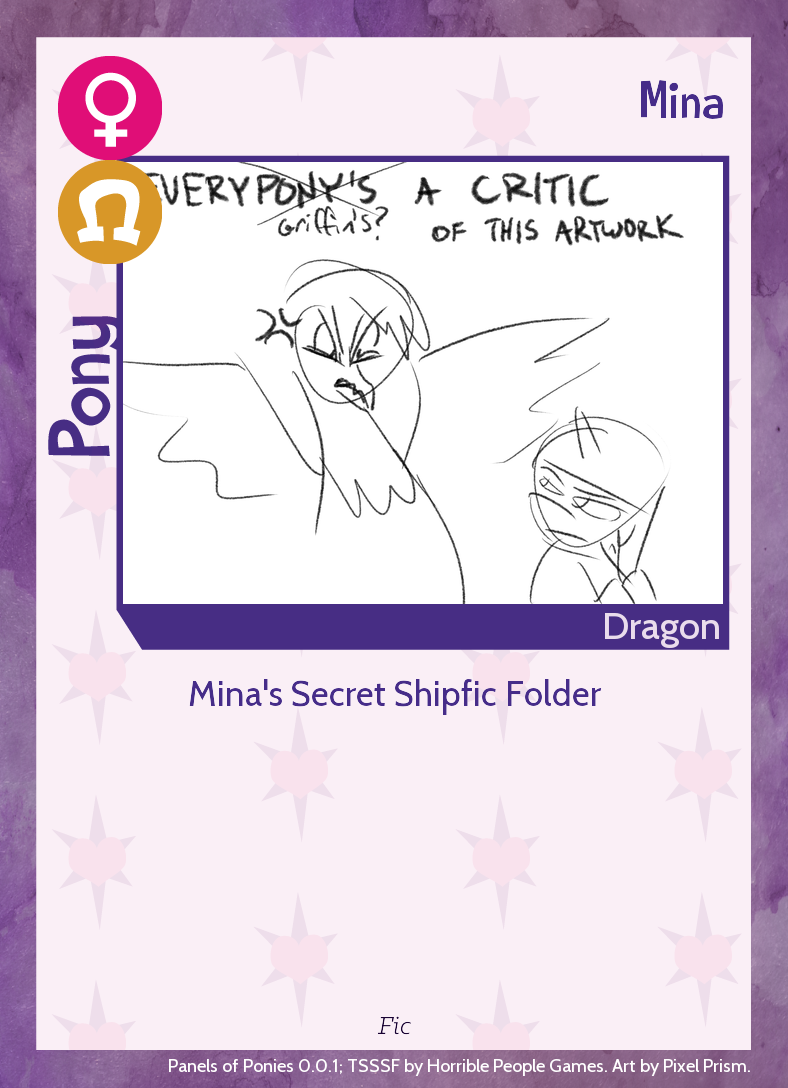 Mina
EVERYPONY'S A CRITIC
Griffin's? OF THIS ARTWORK
Pony
Dragon
Mina's Secret Shipfic Folder
Fic
Panels of Ponies 0.0.1; TSSSF by Horrible People Games. Art by Pixel Prism.